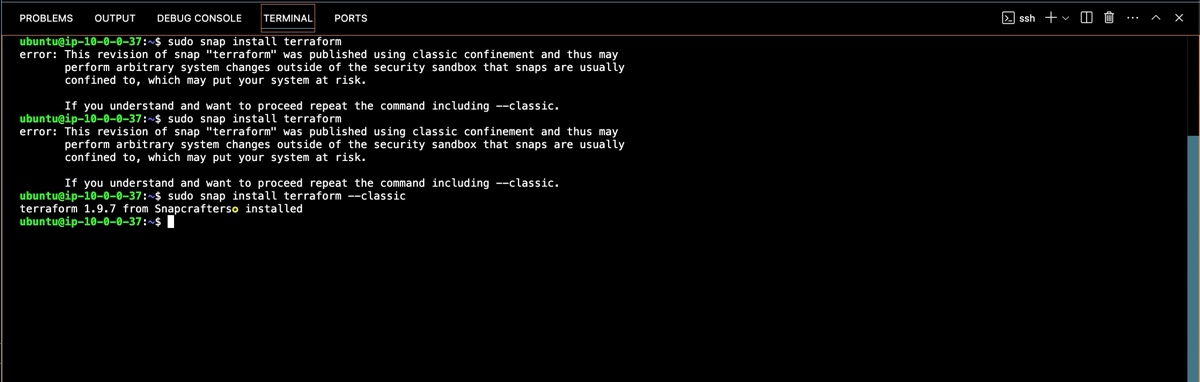 PROBLEMS OUTPUT DEBUG CONSOLE TERMINAL PORTS ssh
ubuntu@ip-10-0-0-37:~$ sudo snap install terraform
error: This revision of snap "terraform" was published using classic confinement and thus may
perform arbitrary system changes outside of the security sandbox that snaps are usually
confined to, which may put your system at risk.
If you understand and want to proceed repeat the command including --classic.
ubuntu@ip-10-0-0-37:~$ sudo snap install terraform
error: This revision of snap "terraform" was published using classic confinement and thus may
perform arbitrary system changes outside of the security sandbox that snaps are usually
confined to, which may put your system at risk.
If you understand and want to proceed repeat the command including --classic.
ubuntu@ip-10-0-0-37:~$ sudo snap install terraform --classic
terraform 1.9.7 from Snapcrafters✪ installed
ubuntu@ip-10-0-0-37:~$